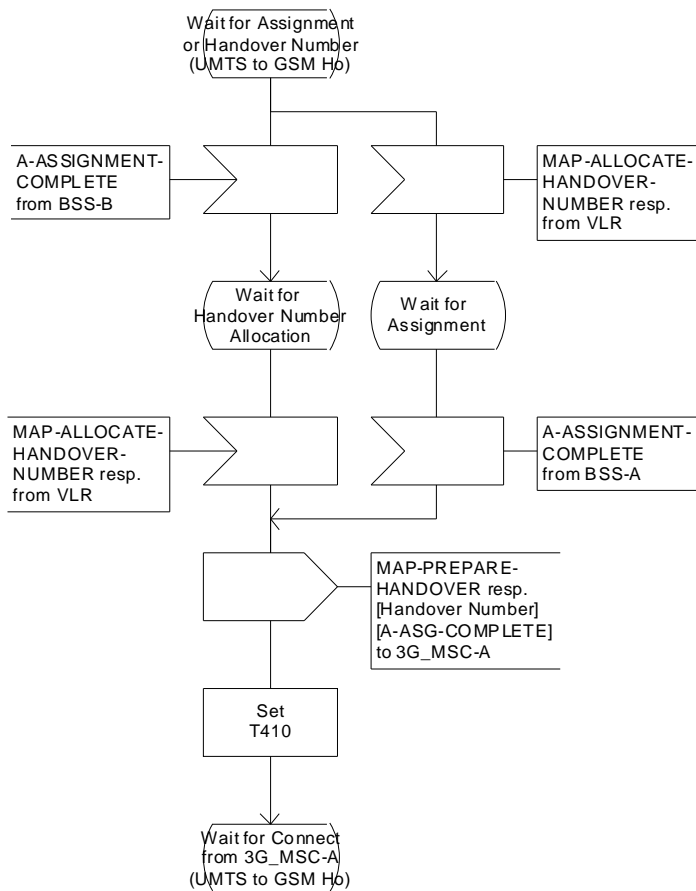 Wait for Assignment
or Handover Number
(UMTS to GSM Ho)
A-ASSIGNMENT-
COMPLETE
from BSS-B
MAP-ALLOCATE-
HANDOVER-
NUMBER resp.
from VLR
Wait for
Handover Number
Allocation
Wait for
Assignment
MAP-ALLOCATE-
HANDOVER-
NUMBER resp.
from VLR
A-ASSIGNMENT-
COMPLETE
from BSS-A
MAP-PREPARE-
HANDOVER resp.
[Handover Number]
[A-ASG-COMPLETE]
to 3G_MSC-A
Set
T410
Wait for Connect
from 3G_MSC-A
(UMTS to GSM Ho)